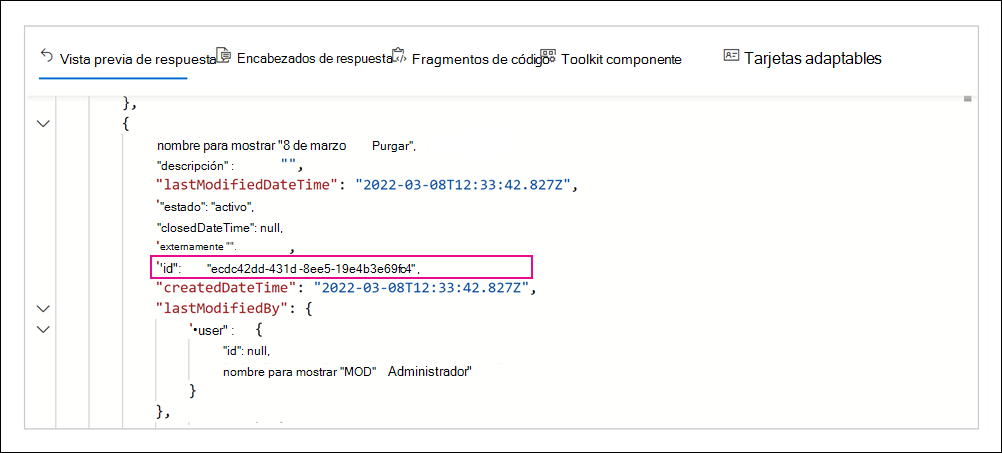 Vista previa de respuesta Encabezados de respuesta Fragmentos de código Toolkit componente Tarjetas adaptables
},
{
nombre para mostrar "8 de marzo Purgar",
"descripción" : "",
"lastModifiedDateTime": "2022-03-08T12:33:42.827Z",
'"estado": "activo",
"closedDateTime": null,
'externamente "". ,
'"id": "ecdc42dd-431d-8ee5-19e4b3e69fc4",
"createdDateTime": "2022-03-08T12:33:42.827Z",
"lastModifiedBy": {
'•user" : {
"id": null,
nombre para mostrar "MOD" Administrador"
}
},